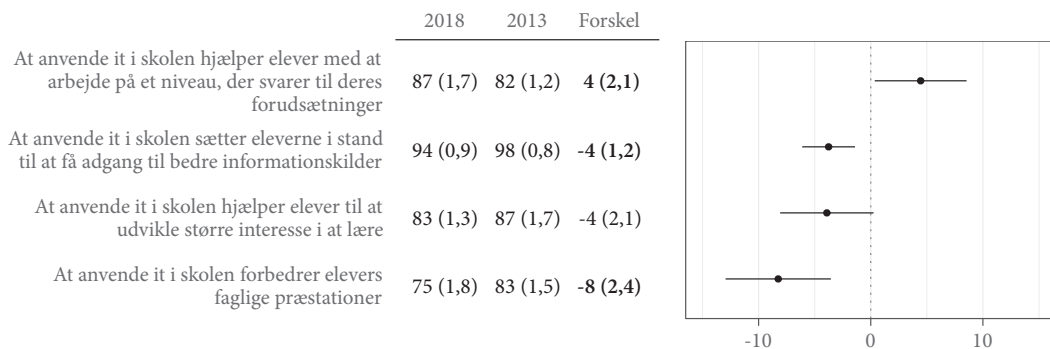 2018 2013 Forskel
At anvende it i skolen hjælper elever med at
arbejde på et niveau, der svarer til deres
forudsætninger
87 (1,7) 82 (1,2) 4 (2,1)
At anvende it i skolen sætter eleverne i stand
til at få adgang til bedre informationskilder
94 (0,9) 98 (0,8) -4 (1,2)
At anvende it i skolen hjælper elever til at
udvikle større interesse i at lære
83 (1,3) 87 (1,7) -4 (2,1)
At anvende it i skolen forbedrer elevers
faglige præstationer
75 (1,8) 83 (1,5) -8 (2,4)
-10 0 10